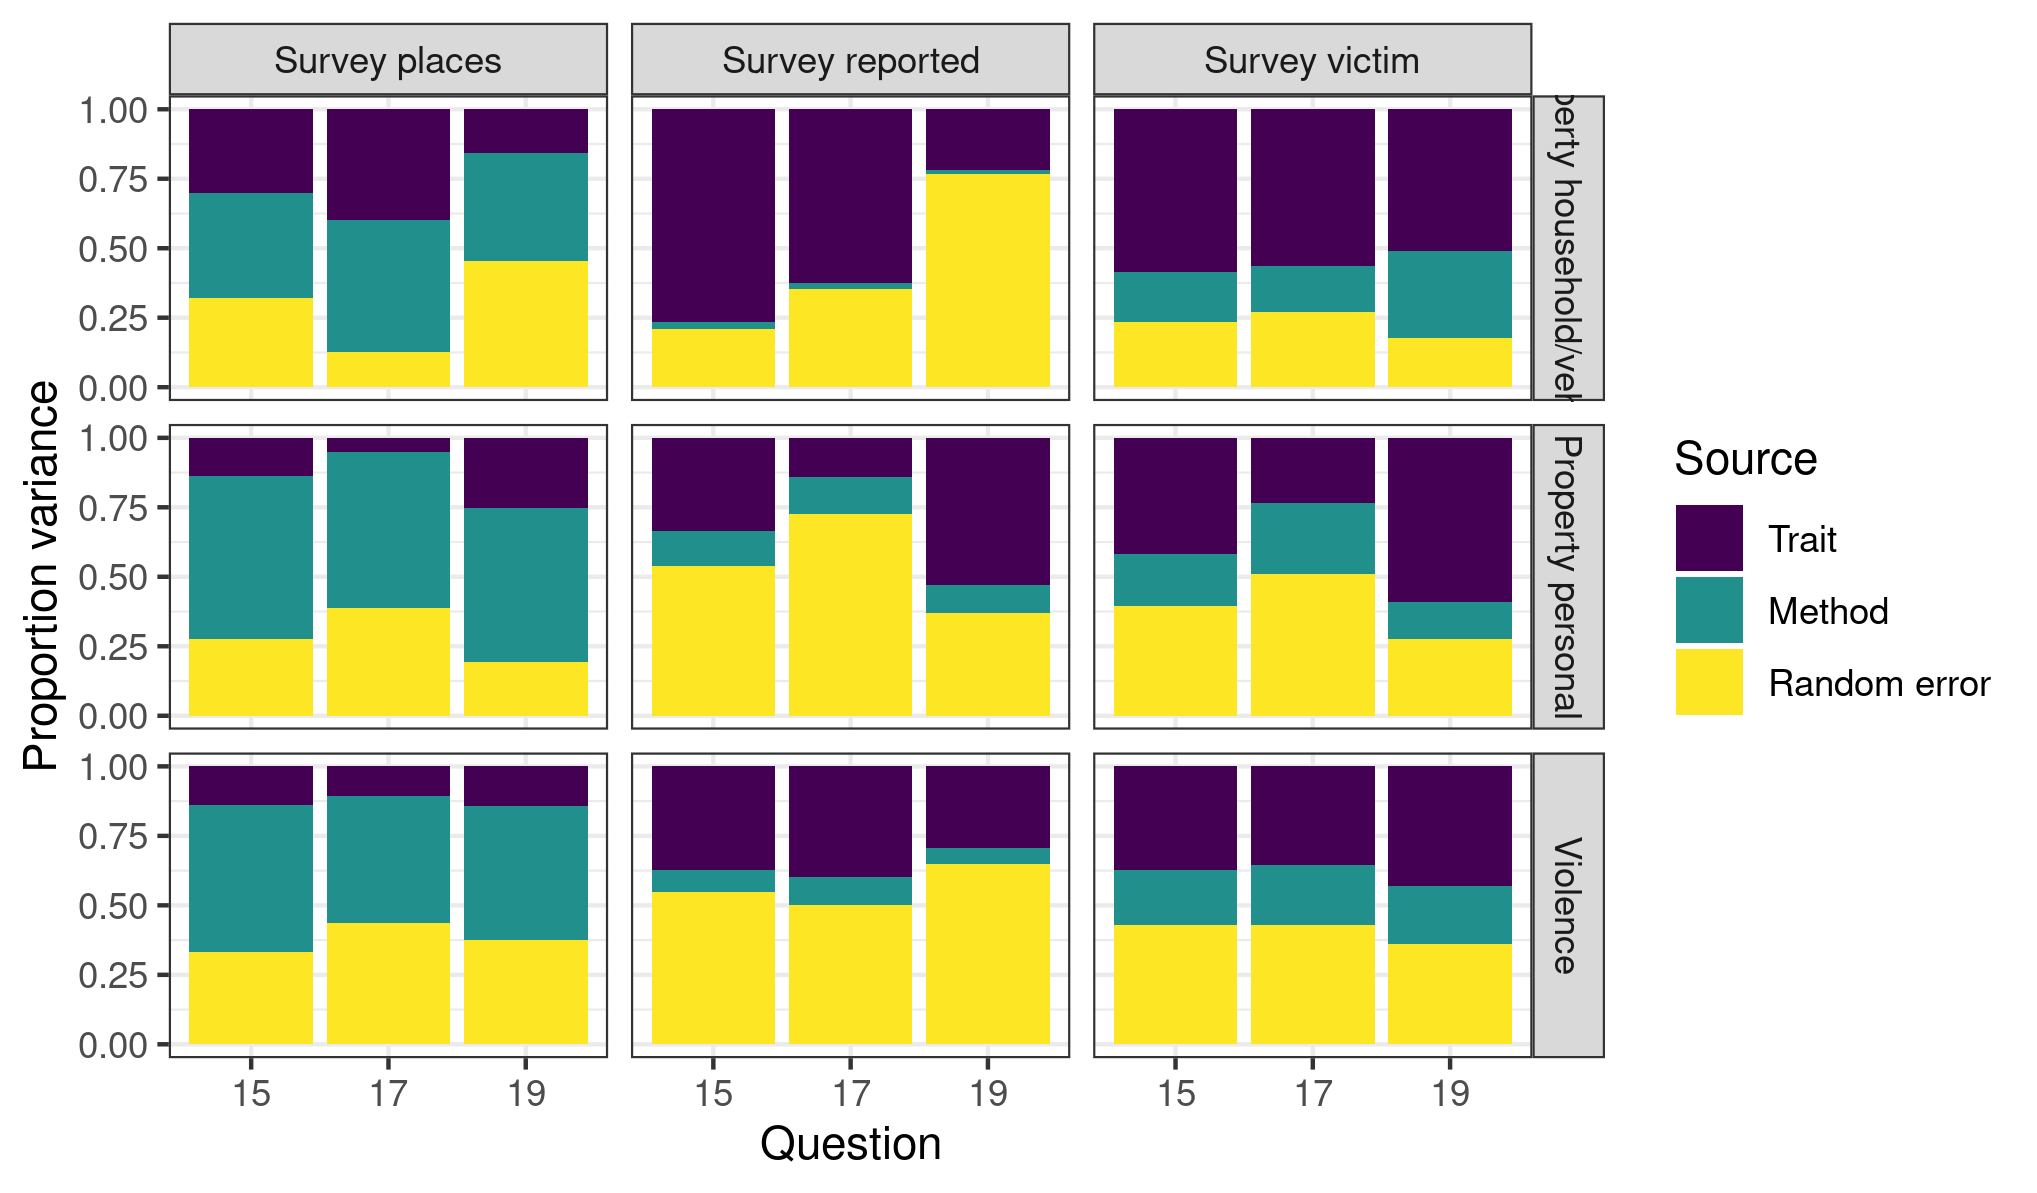 Survey places Survey reported Survey victim
1.00
0.75
0.50
0.25
0.00
household/
1.00
0.75
0.50
0.25
0.00
Property personal
1.00
0.75
0.50
0.25
0.00
Violence
15 17 19 15 17 19 15 17 19
Question
Proportion variance
Source
Trait
Method
Random error